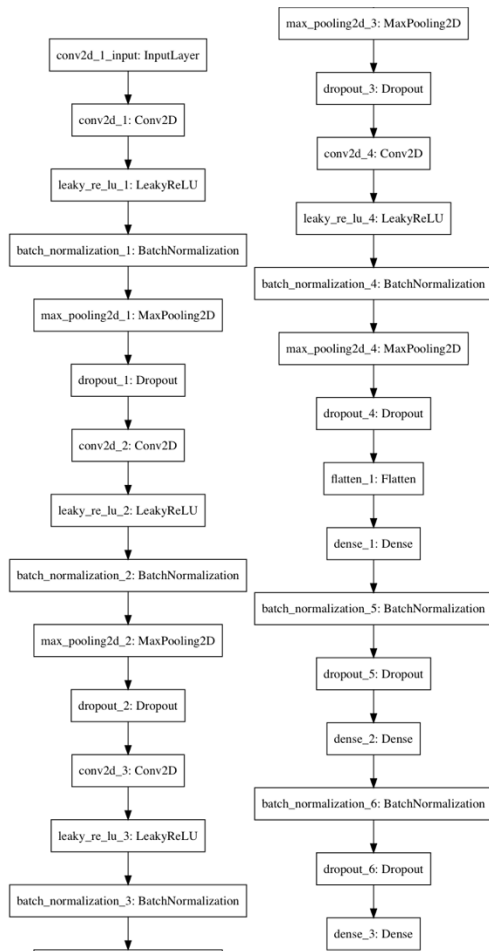 conv2d_1_input: InputLayer
conv2d_1: Conv2D
leaky_re_lu_1: LeakyReLU
batch_normalization_1: BatchNormalization
max_pooling2d_1: MaxPooling2D
dropout_1: Dropout
conv2d_2: Conv2D
leaky_re_lu_2: LeakyReLU
batch_normalization_2: BatchNormalization
max_pooling2d_2: MaxPooling2D
dropout_2: Dropout
conv2d_3: Conv2D
leaky_re_lu_3: LeakyReLU
batch_normalization_3: BatchNormalization
max_pooling2d_3: MaxPooling2D
dropout_3: Dropout
conv2d_4: Conv2D
leaky_re_lu_4: LeakyReLU
batch_normalization_4: BatchNormalization
max_pooling2d_4: MaxPooling2D
dropout_4: Dropout
flatten_1: Flatten
dense_1: Dense
batch_normalization_5: BatchNormalization
dropout_5: Dropout
dense_2: Dense
batch_normalization_6: BatchNormalization
dropout_6: Dropout
dense_3: Dense